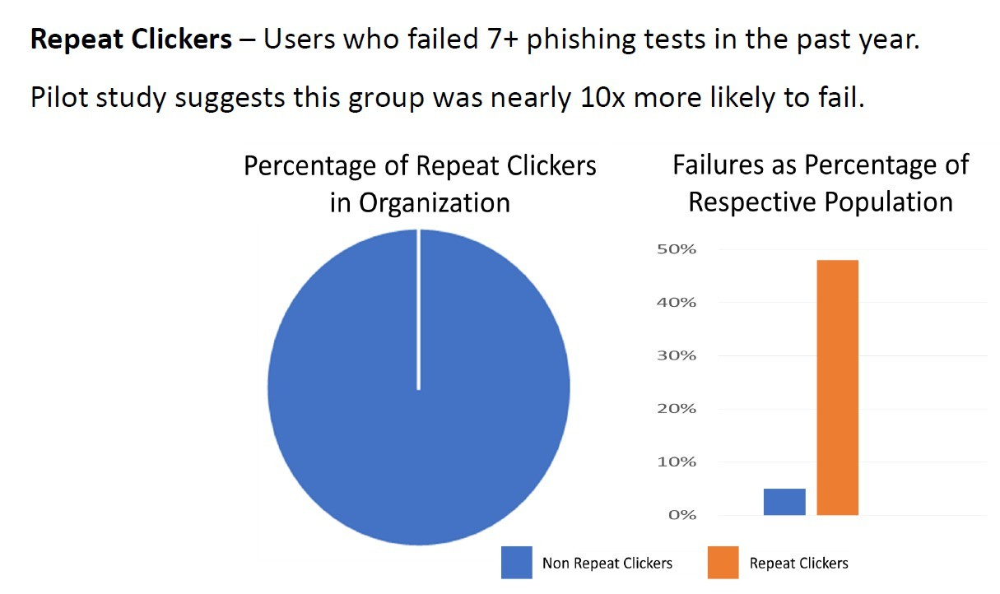 Repeat Clickers – Users who failed 7+ phishing tests in the past year.
Pilot study suggests this group was nearly 10x more likely to fail.
Percentage of Repeat Clickers
in Organization
Failures as Percentage of
Respective Population
50%
40%
30%
20%
10%
0%
Non Repeat Clickers
Repeat Clickers